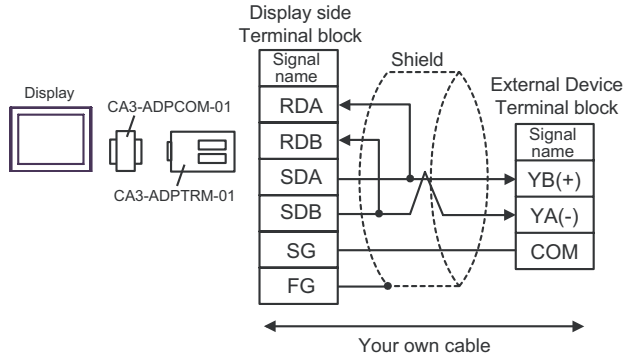 Display side
Terminal block
Signal
name
RDA
RDB
SDA
SDB
SG
FG
Shield
External Device
Terminal block
Signal
name
YB(+)
YA(-)
COM
Display
CA3-ADPCOM-01
CA3-ADPTRM-01
Your own cable